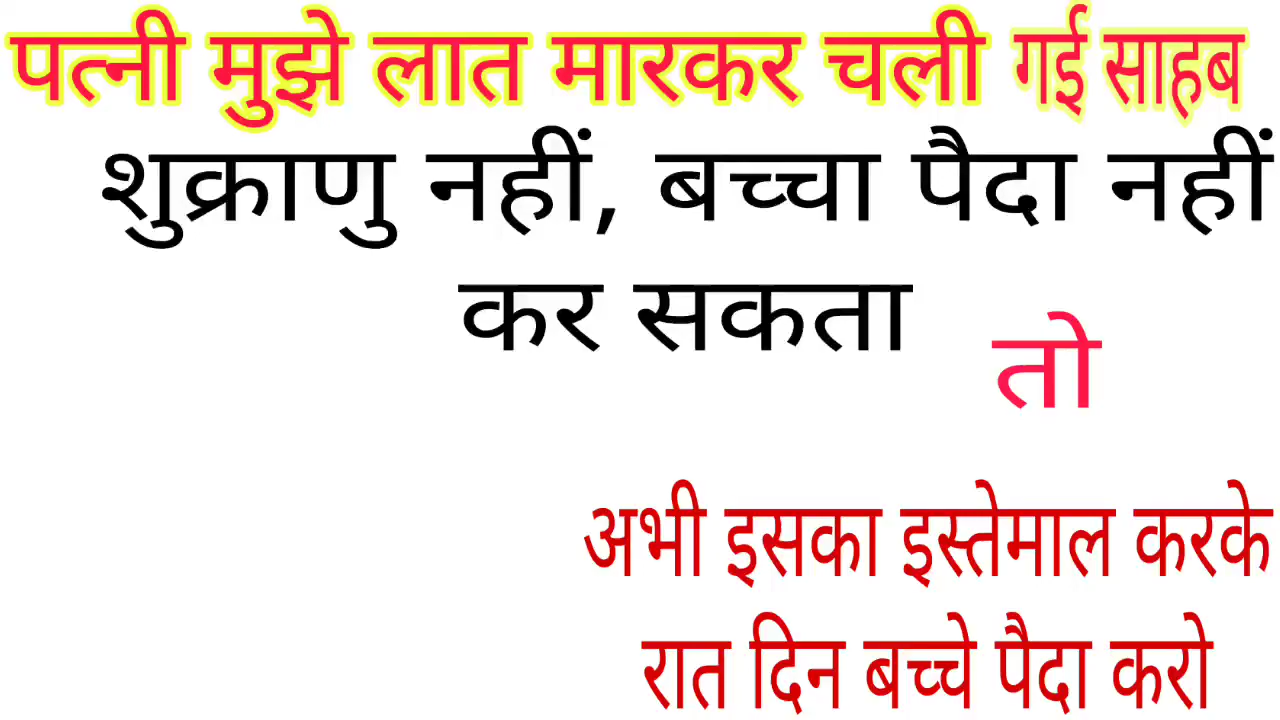 पत्नी मुझे लात मारकर चली गई साहब
शुक्राणु नहीं, बच्चा पैदा नहीं
कर सकता
तो
अभी इसका इस्तेमाल करके
रात दिन बच्चे पैदा करो